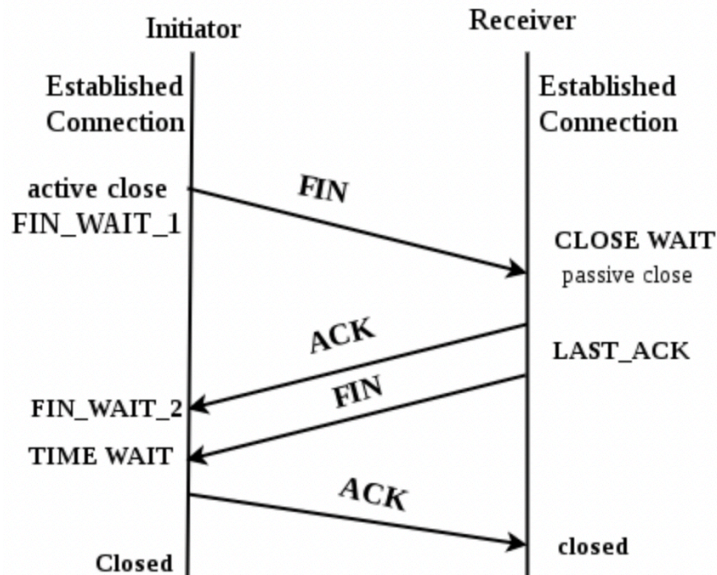 Initiator
Receiver
Established
Connection
Established
Connection
active close
FIN_WAIT_1
FIN
CLOSE WAIT
passive close
ACK
LAST_ACK
FIN
FIN_WAIT_2
TIME WAIT
ACK
closed
Closed